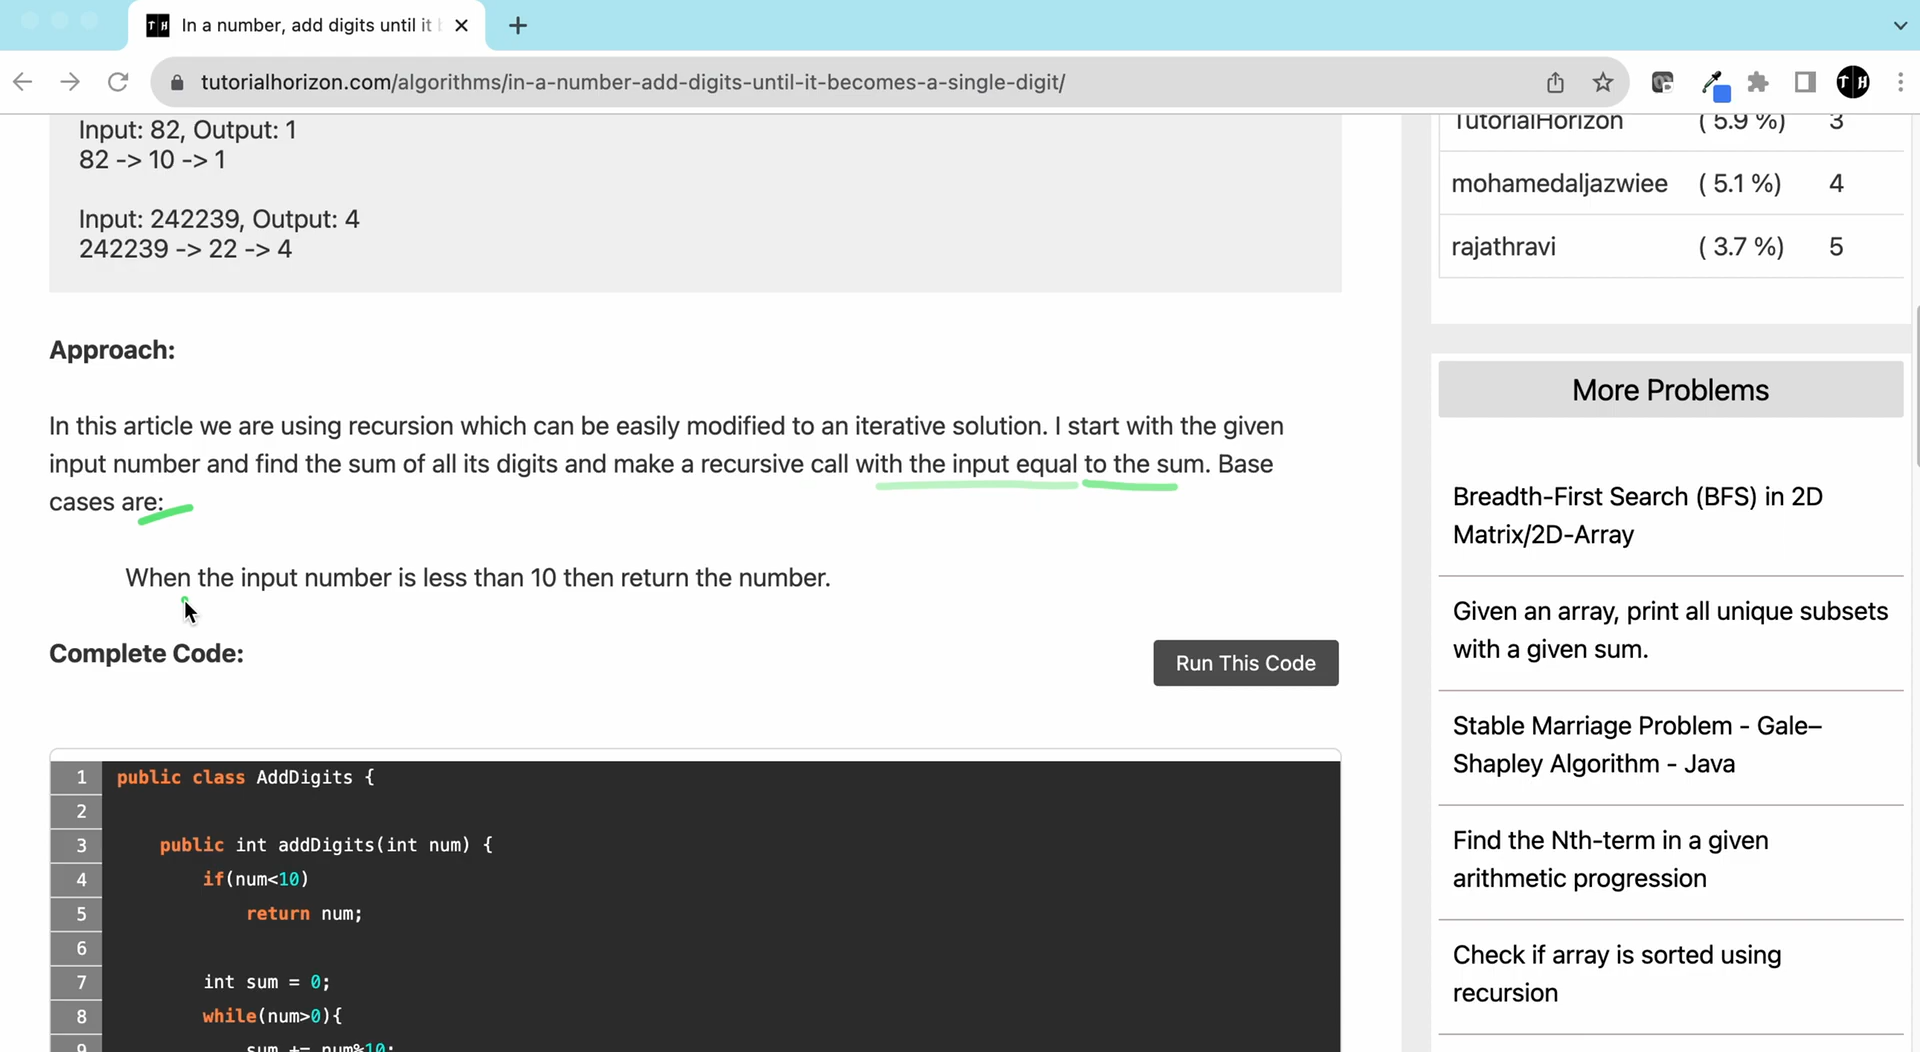 In a number, add digits until it
tutorialhorizon.com/algorithms/in-a-number-add-digits-until-it-becomes-a-single-digit/
TH
Input: 82, Output: 1
82 -> 10 -> 1
Input: 242239, Output: 4
242239 -> 22 -> 4
Approach:
In this article we are using recursion which can be easily modified to an iterative solution. I start with the given
input number and find the sum of all its digits and make a recursive call with the input equal to the sum. Base
cases are:
When the input number is less than 10 then return the number.
Complete Code:
Run This Code
1 public class AddDigits {
2
3 public int addDigits(int num) {
4 if(num<10)
5 return num;
6
7 int sum = 0;
8 while(num>0){
9 sum += num%10;
TutorialHorizon ( 5.9 %) 3
mohamedaljazwiee ( 5.1 %) 4
rajathravi ( 3.7 %) 5
More Problems
Breadth-First Search (BFS) in 2D
Matrix/2D-Array
Given an array, print all unique subsets
with a given sum.
Stable Marriage Problem - Gale–
Shapley Algorithm - Java
Find the Nth-term in a given
arithmetic progression
Check if array is sorted using
recursion